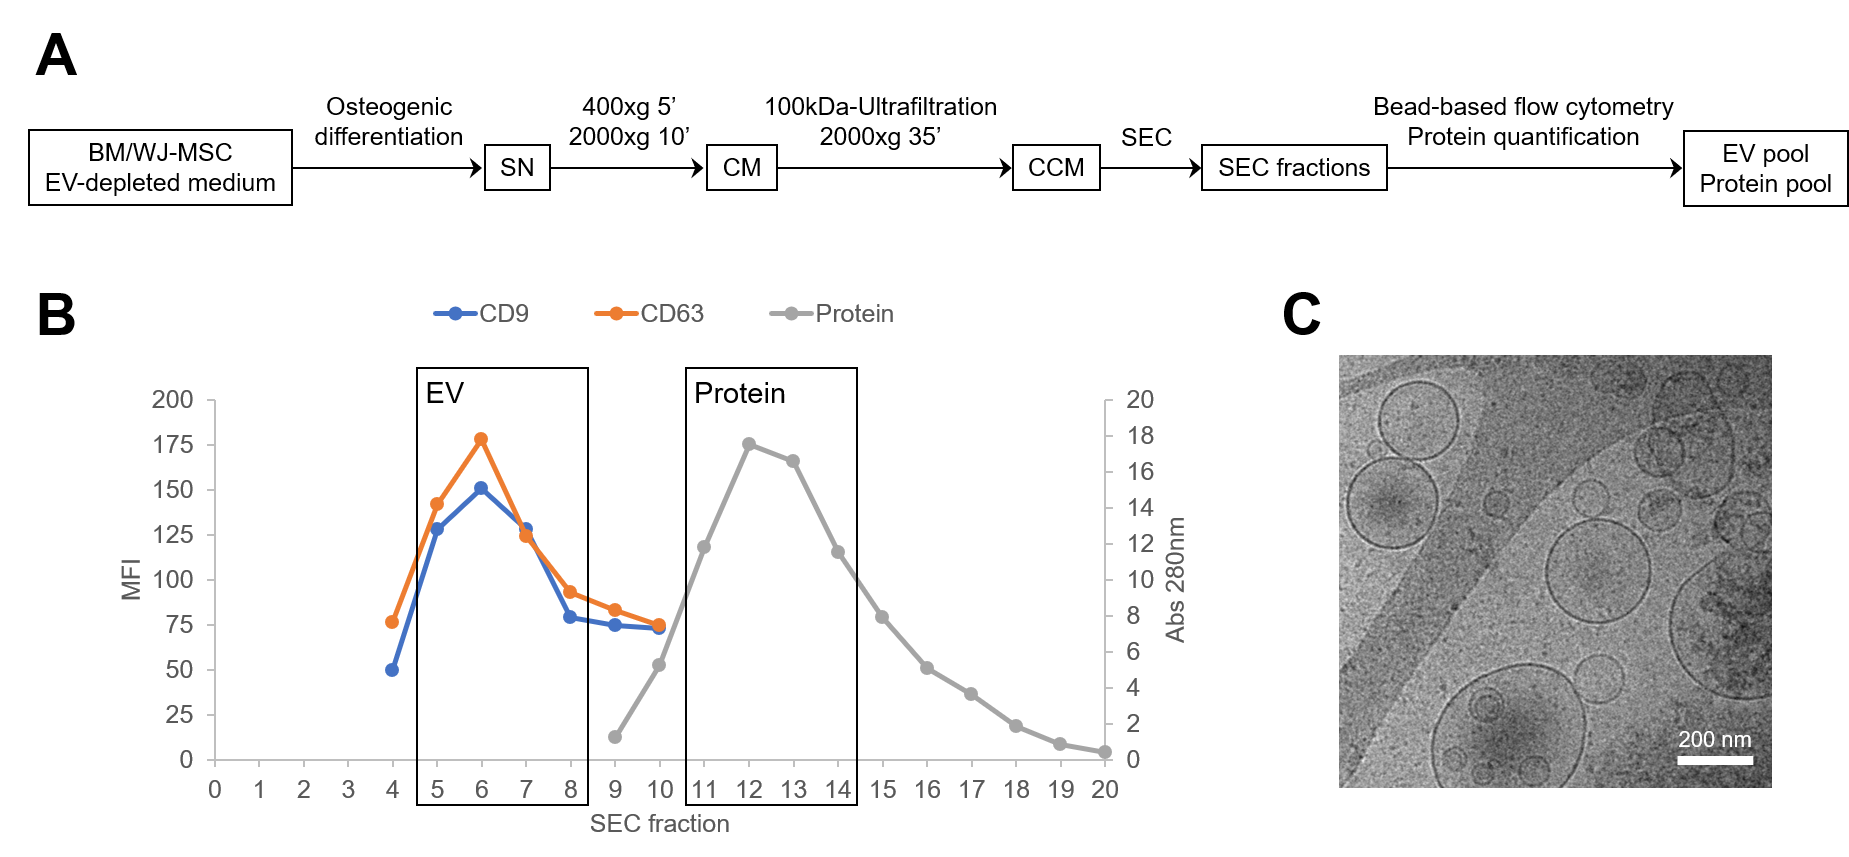 A
Osteogenic
differentiation
400xg 5’
2000xg 10’
100kDa-Ultrafiltration
2000xg 35’
SEC
Bead-based flow cytometry
Protein quantification
BM/WJ-MSC
EV-depleted medium
SN
CM
CCM
SEC fractions
EV pool
Protein pool
B
CD9 CD63 Protein
EV
Protein
200
175
150
125
100
75
50
25
0
MFI
20
18
16
14
12
10
8
6
4
2
0
Abs 280nm
0 1 2 3 4 5 6 7 8 9 10 11 12 13 14 15 16 17 18 19 20
SEC fraction
C
200 nm